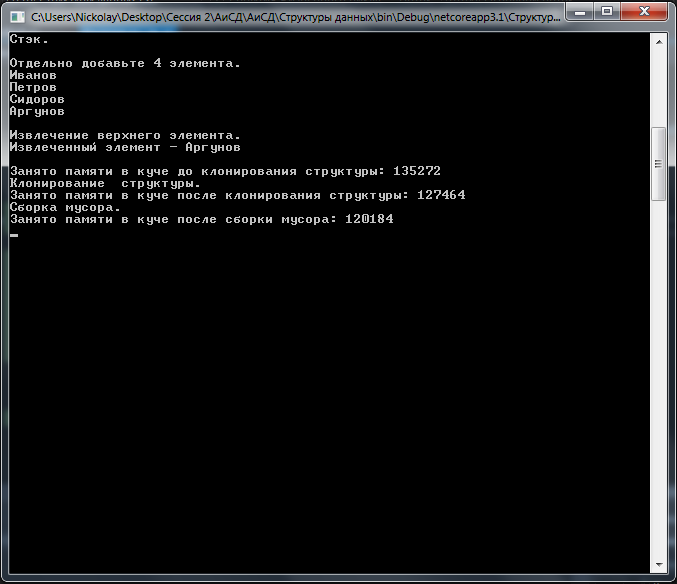 C:\Users\Nickolay\Desktop\Сессия 2\АиСД\АиСД\Структуры данных\bin\Debug\netcoreapp3.1\Структур...
Стэк.
Отдельно добавьте 4 элемента.
Иванов
Петров
Сидоров
Аргунов
Извлечение верхнего элемента.
Извлеченный элемент - Аргунов
Занято памяти в куче до клонирования структуры: 135272
Клонирование  структуры.
Занято памяти в куче после клонирования структуры: 127464
Сборка мусора.
Занято памяти в куче после сборки мусора: 120184